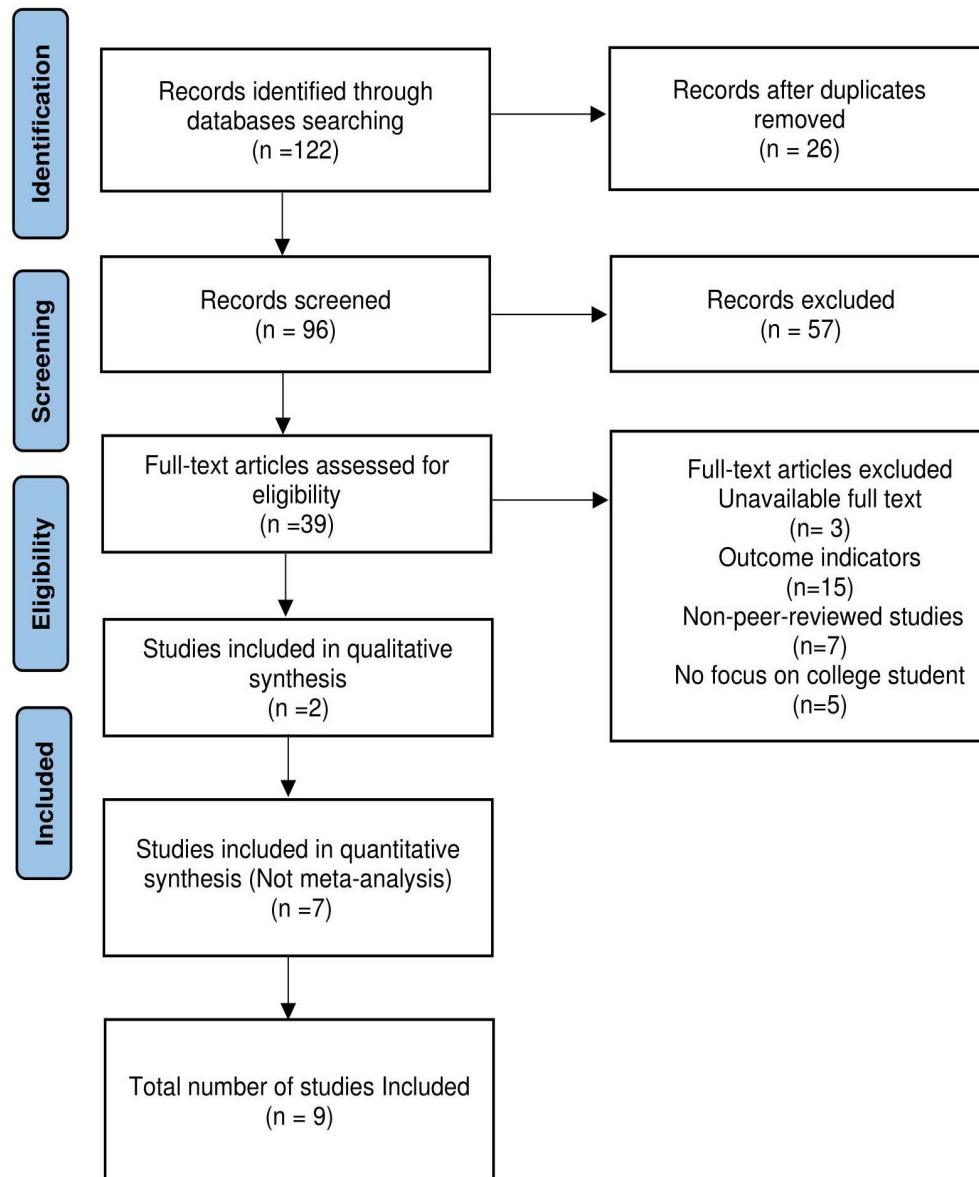 Identification
Records identified through
databases searching
(n =122)
Records after duplicates
removed
(n = 26)
Screening
Records screened
(n = 96)
Records excluded
(n = 57)
Eligibility
Full-text articles assessed for
eligibility
(n =39)
Full-text articles excluded
Unavailable full text
(n= 3)
Outcome indicators
(n=15)
Non-peer-reviewed studies
(n=7)
No focus on college student
(n=5)
Studies included in qualitative
synthesis
(n =2)
Included
Studies included in quantitative
synthesis (Not meta-analysis)
(n =7)
Total number of studies Included
(n = 9)